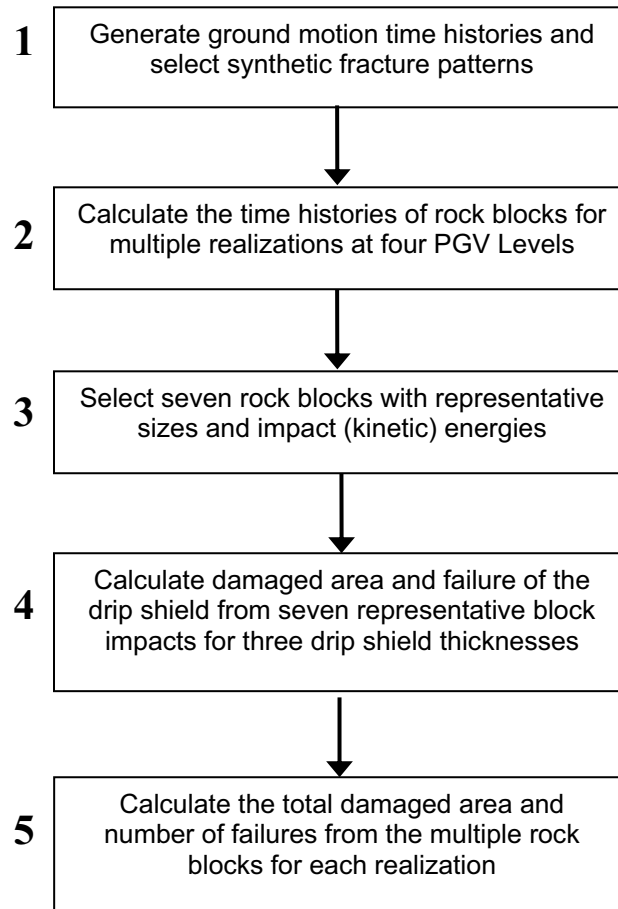 1
Generate ground motion time histories and
select synthetic fracture patterns
2
Calculate the time histories of rock blocks for
multiple realizations at four PGV Levels
3
Select seven rock blocks with representative
sizes and impact (kinetic) energies
4
Calculate damaged area and failure of the
drip shield from seven representative block
impacts for three drip shield thicknesses
5
Calculate the total damaged area and
number of failures from the multiple rock
blocks for each realization